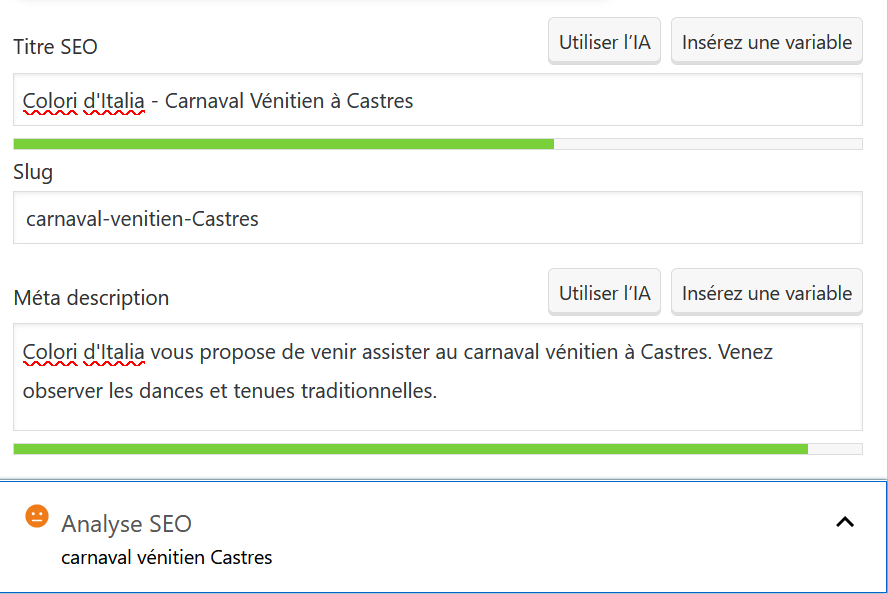 Titre SEO
Utiliser l’IA
Insérez une variable
Colori d'Italia - Carnaval Vénitien à Castres
Slug
carnaval-venitien-Castres
Méta description
Utiliser l’IA
Insérez une variable
Colori d'Italia vous propose de venir assister au carnaval vénitien à Castres. Venez
observer les dances et tenues traditionnelles.
Analyse SEO
carnaval vénitien Castres